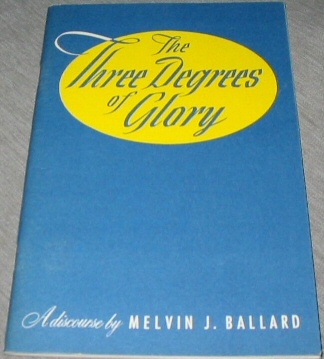 The
Three Degrees
of Glory
A discourse by MELVIN J. BALLARD